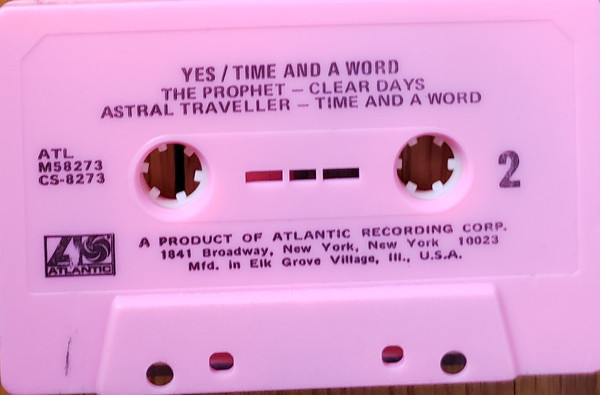 YES / TIME AND A WORD
THE PROPHET – CLEAR DAYS
ASTRAL TRAVELLER – TIME AND A WORD
ATL
M58273
CS-8273
2
ATLANTIC
A PRODUCT OF ATLANTIC RECORDING CORP.
1841 Broadway, New York, New York 10023
Mfd. in Elk Grove Village, Ill., U.S.A.